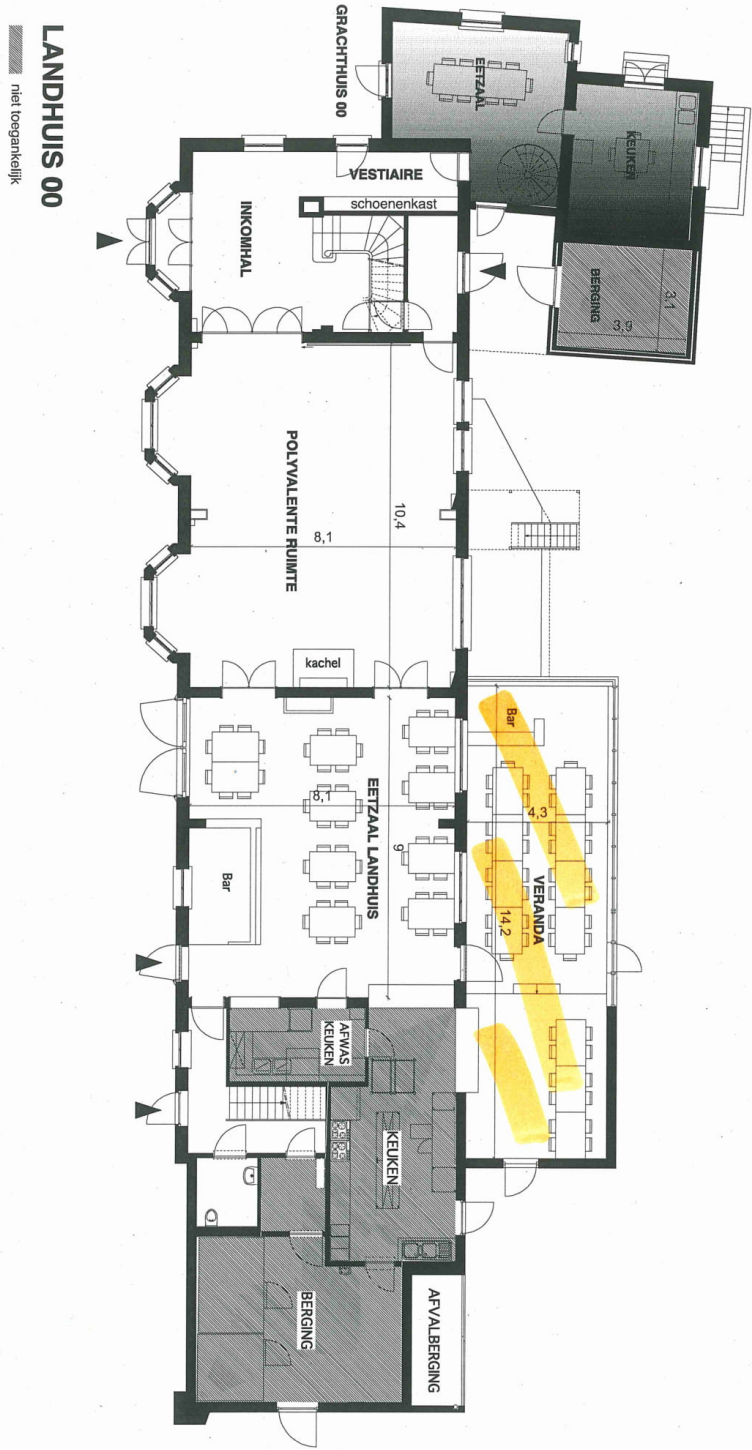 LANDHUIS 00
niet toegankelijk
GRACHTHUIS 00
EETZAAL
KEUKEN
BERGING
3,1
3,9
VESTIAIRE
schoenenkast
INKOMHAL
POLYVALENTE RUIMTE
10,4
8,1
kachel
EETZAAL LANDHUIS
8,1
9
Bar
Bar
4,3
VERANDA
14,2
AFWAS
KEUKEN
KEUKEN
BERGING
AFVALBERGING